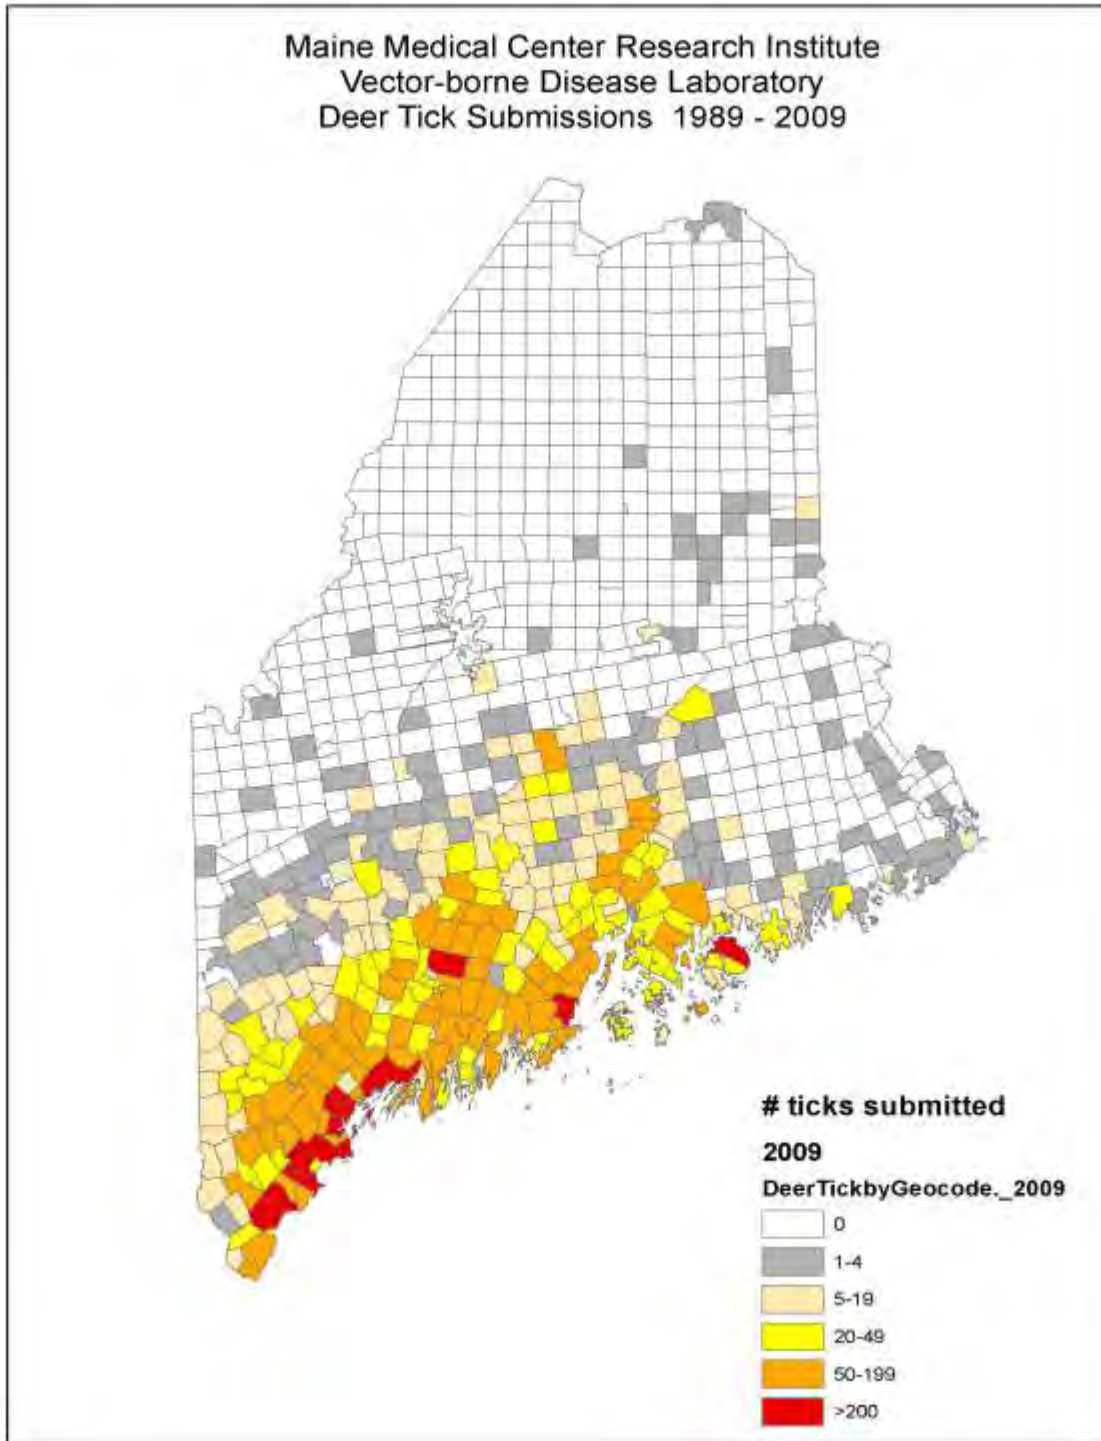 Maine Medical Center Research Institute
Vector-borne Disease Laboratory
Deer Tick Submissions 1989 - 2009
# ticks submitted
2009
DeerTickbyGeocode._2009
0
1-4
5-19
20-49
50-199
>200